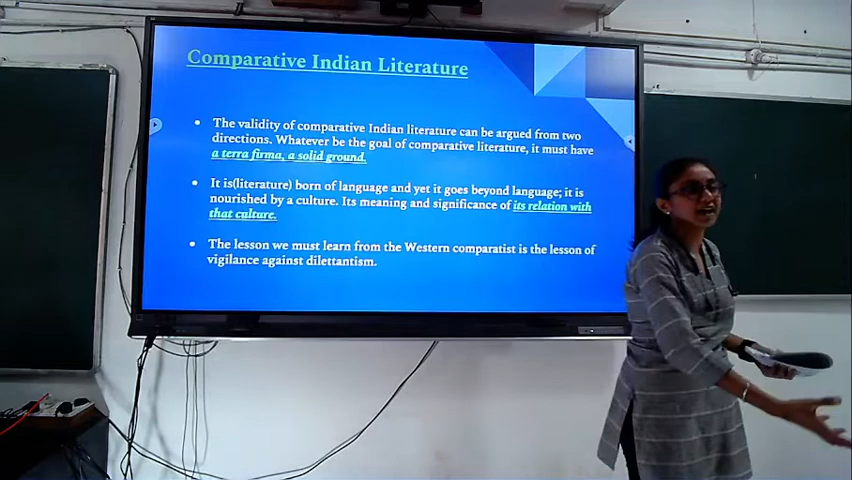 Comparative Indian Literature
The validity of comparative Indian literature can be argued from two
directions. Whatever be the goal of comparative literature, it must have
a terra firma, a solid ground.
It is(literature) born of language and yet it goes beyond language; it is
nourished by a culture. Its meaning and significance of its relation with
that culture.
The lesson we must learn from the Western comparatist is the lesson of
vigilance against dilettantism.